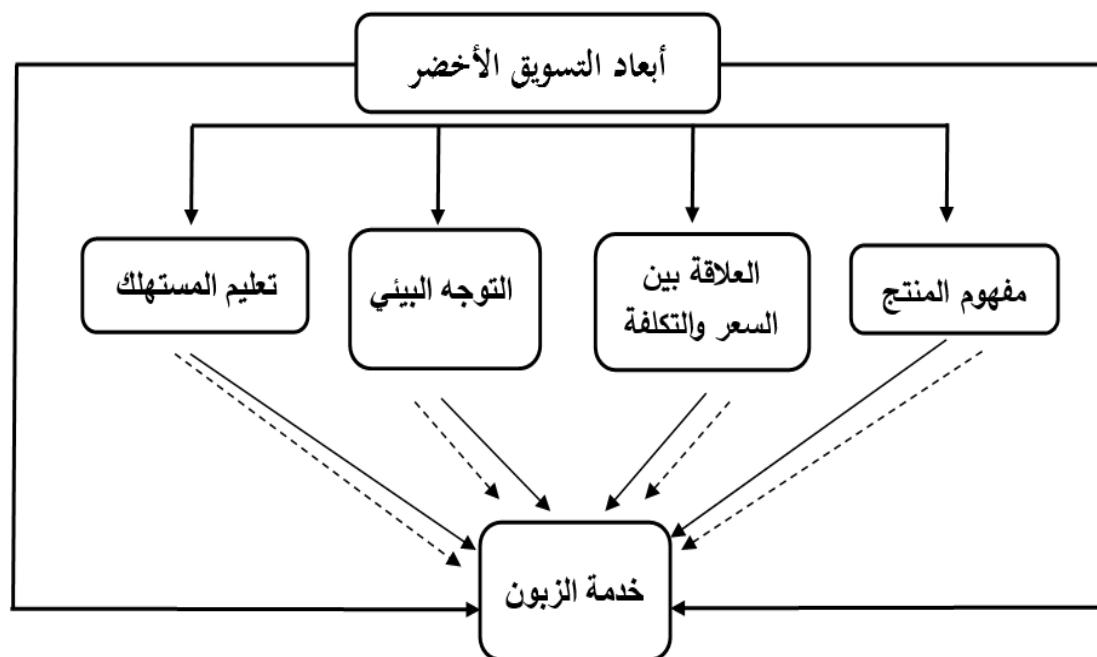 أبعاد التسويق الأخضر
مفهوم المنتج
العلاقة بين
السعر والتكلفة
التوجه البيئي
تعليم المستهلك
خدمة الزبون